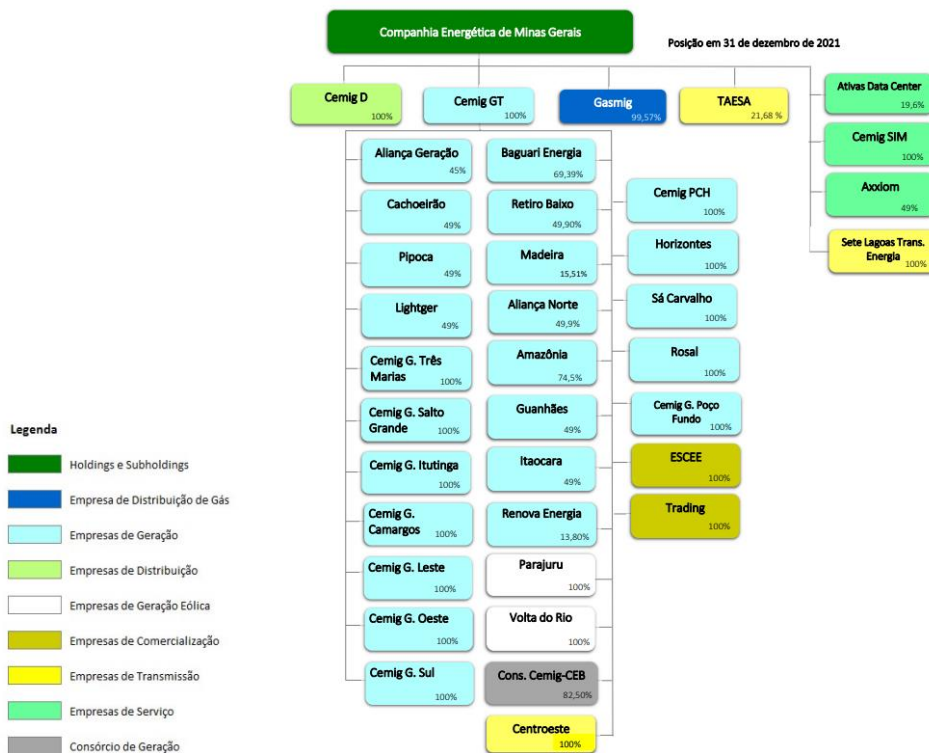 Companhia Energética de Minas Gerais
Posição em 31 de dezembro de 2021
Cemig D
100%
Cemig GT
100%
Gasmig
99,57%
TAESA
21,68 %
Ativas Data Center
19,6%
Cemig SIM
100%
Axxiom
49%
Sete Lagoas Trans.
Energia
100%
Aliança Geração
45%
Cachoeirão
49%
Pipoca
49%
Lightger
49%
Cemig G. Três
Marias
100%
Cemig G. Salto
Grande
100%
Cemig G. Itutinga
100%
Cemig G.
Camargos
100%
Cemig G. Leste
100%
Cemig G. Oeste
100%
Cemig G. Sul
100%
Baguari Energia
69,39%
Retiro Baixo
49,90%
Madeira
15,51%
Aliança Norte
49,9%
Amazônia
74,5%
Guanhães
49%
Itaocara
49%
Renova Energia
13,80%
Parajuru
100%
Volta do Rio
100%
Cons. Cemig-CEB
82,50%
Centroeste
100%
Cemig PCH
100%
Horizontes
100%
Sá Carvalho
100%
Rosal
100%
Cemig G. Poço
Fundo
100%
ESCEE
100%
Trading
100%
Legenda
Holdings e Subholdings
Empresa de Distribuição de Gás
Empresas de Geração
Empresas de Distribuição
Empresas de Geração Eólica
Empresas de Comercialização
Empresas de Transmissão
Empresas de Serviço
Consórcio de Geração